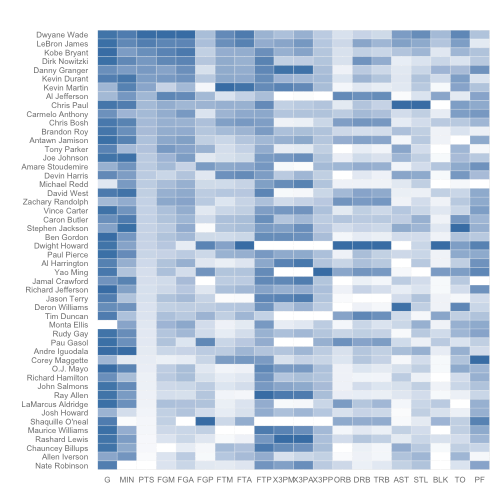 Dwyane Wade
LeBron James
Kobe Bryant
Dirk Nowitzki
Danny Granger
Kevin Durant
Kevin Martin
Al Jefferson
Chris Paul
Carmelo Anthony
Chris Bosh
Brandon Roy
Antawn Jamison
Tony Parker
Joe Johnson
Amare Stoudemire
Devin Harris
Michael Redd
David West
Zachary Randolph
Vince Carter
Caron Butler
Stephen Jackson
Ben Gordon
Dwight Howard
Paul Pierce
Al Harrington
Yao Ming
Jamal Crawford
Richard Jefferson
Jason Terry
Deron Williams
Tim Duncan
Monta Ellis
Rudy Gay
Pau Gasol
Andre Iguodala
Corey Maggette
O.J. Mayo
Richard Hamilton
John Salmons
Ray Allen
LaMarcus Aldridge
Josh Howard
Shaquille O'neal
Maurice Williams
Rashard Lewis
Chauncey Billups
Allen Iverson
Nate Robinson
G MIN PTS FGM FGA FGP FTM FTA FTP X3PM X3PA X3PP ORB DRB TRB AST STL BLK TO PF